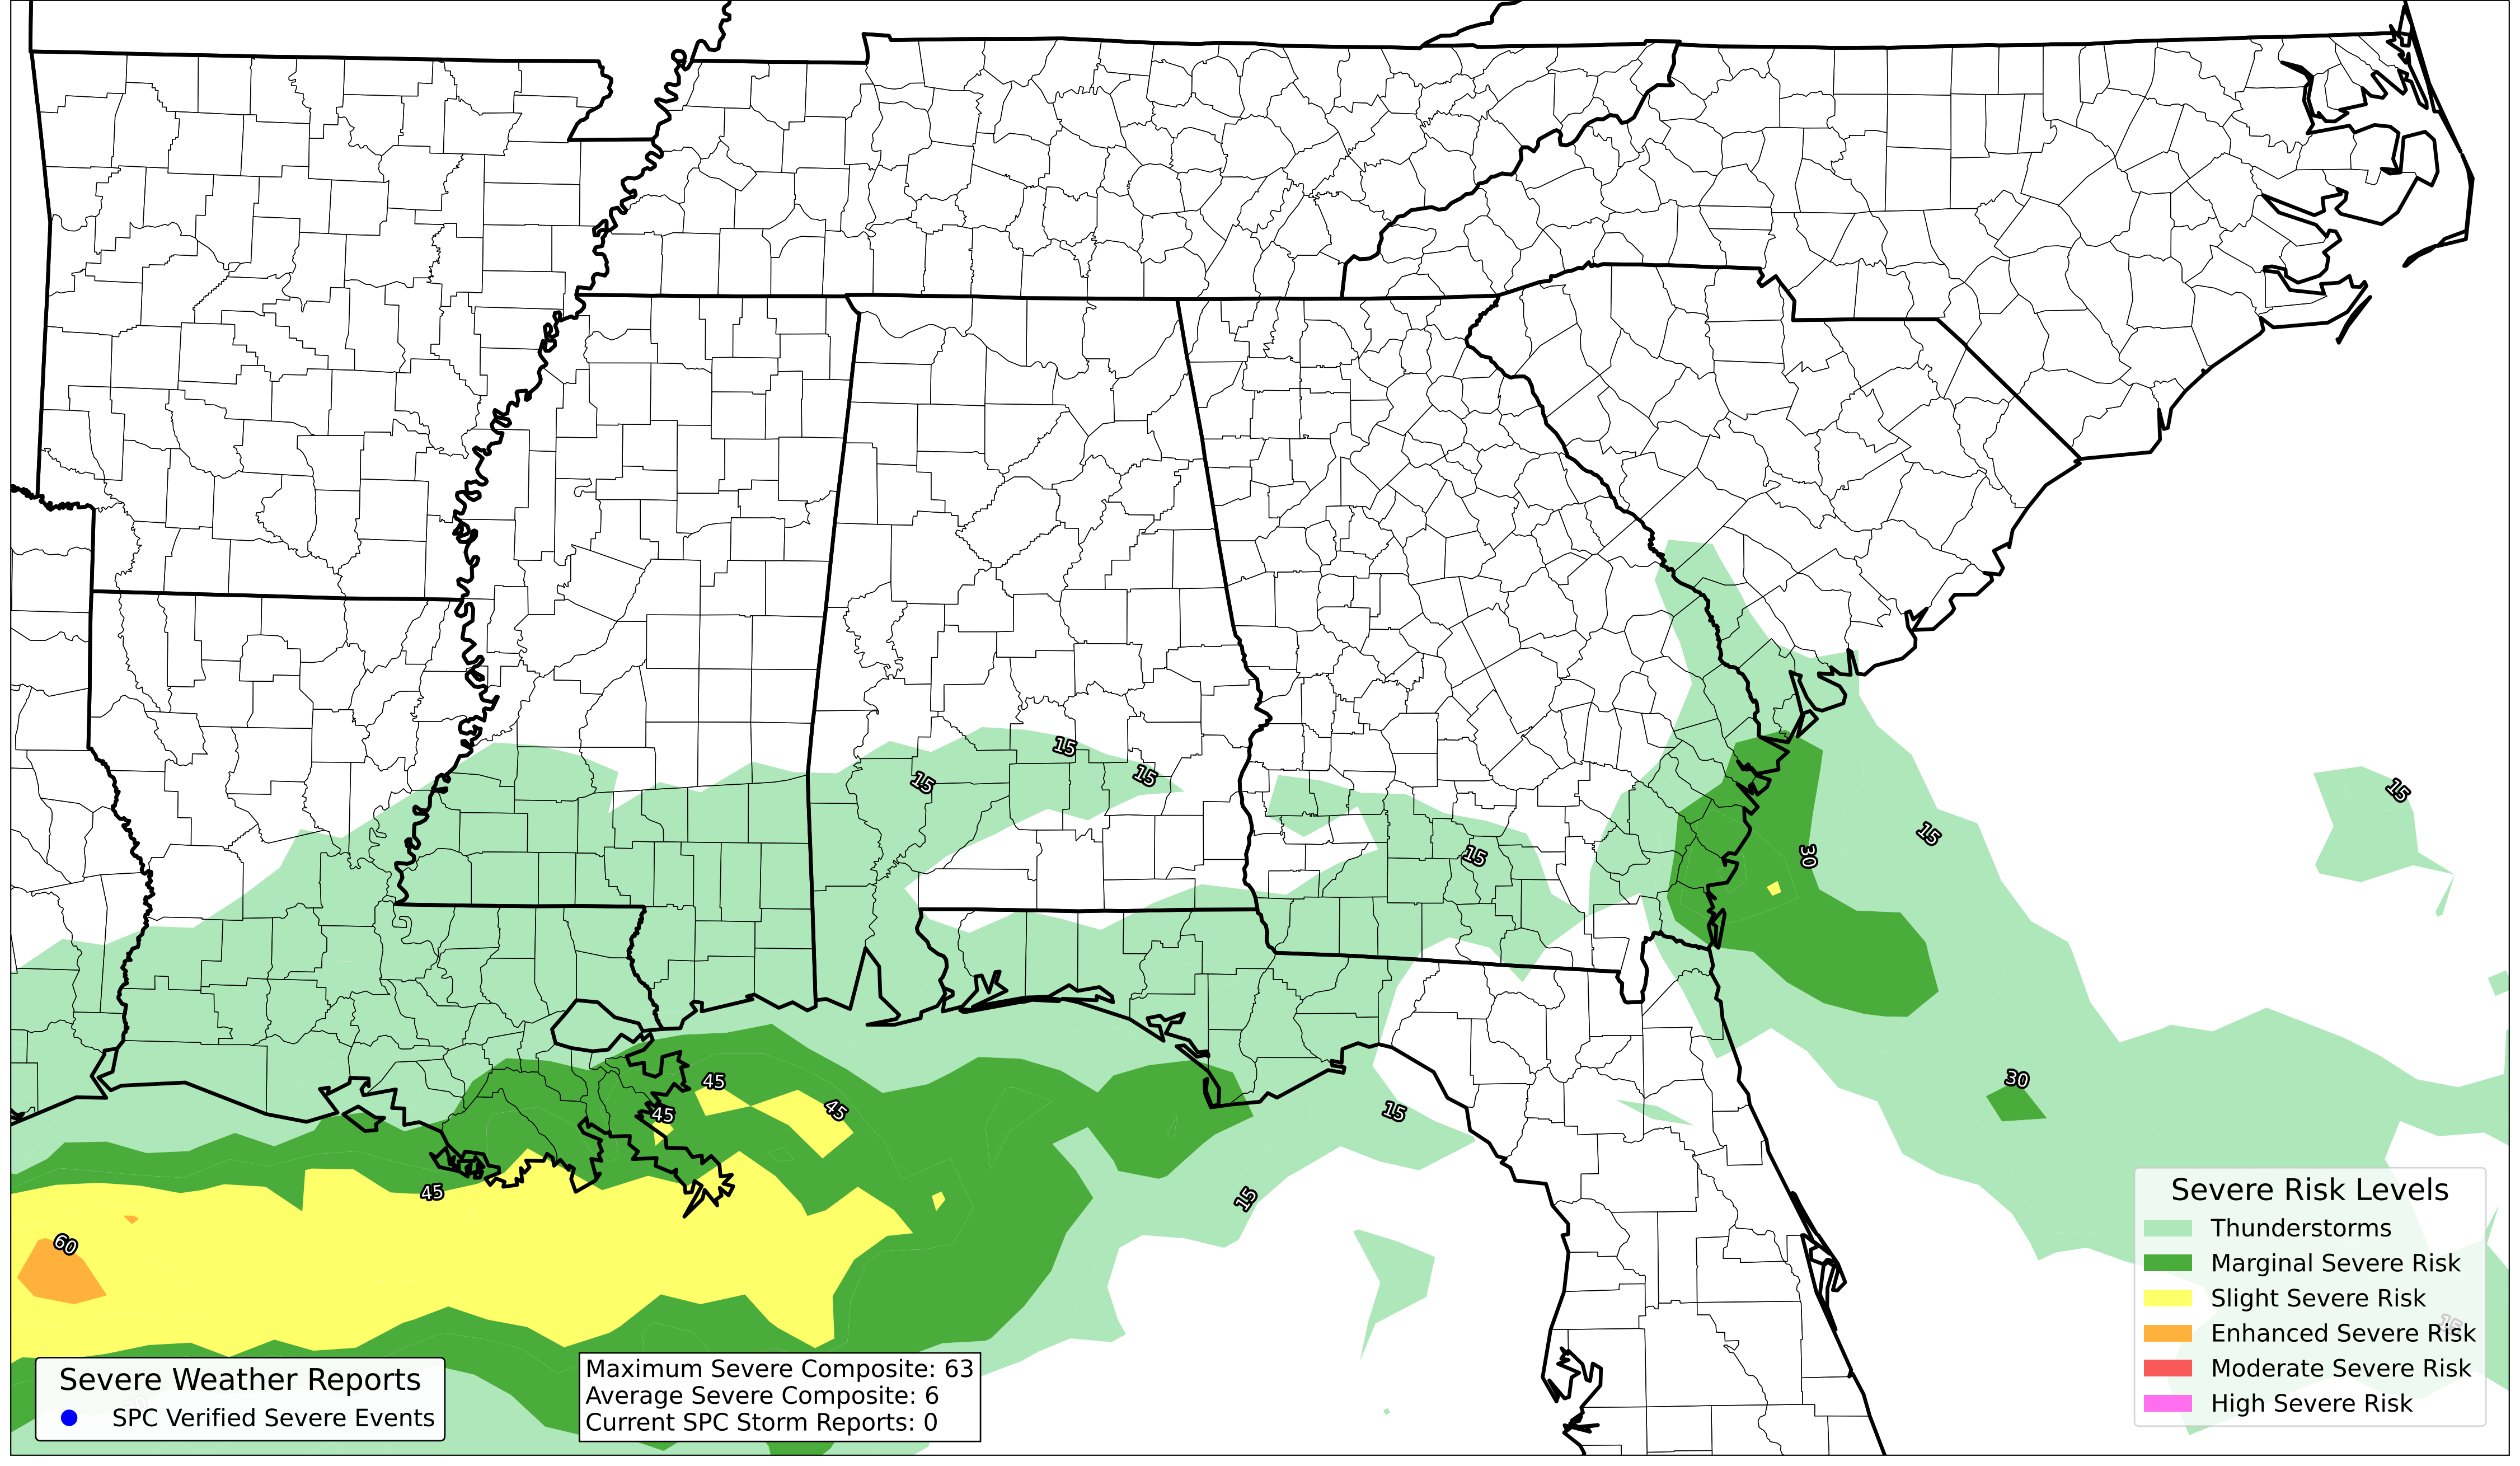 15
15
15
15
15
15
30
30
45
45
45
15
45
15
60
Severe Risk Levels
Thunderstorms
Marginal Severe Risk
Slight Severe Risk
Enhanced Severe Risk
Moderate Severe Risk
High Severe Risk
15
Severe Weather Reports
SPC Verified Severe Events
Maximum Severe Composite: 63
Average Severe Composite: 6
Current SPC Storm Reports: 0